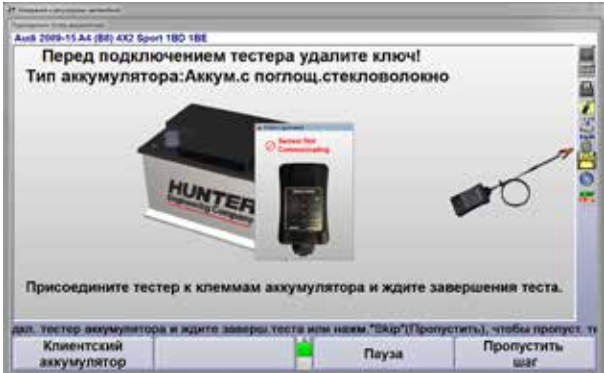 Audi 2009-15 A4 (B8) 4X2 Sport 1BD 1BE
Перед подключением тестера удалите ключ!
Тип аккумулятора:Аккум.с поглощ.стекловолокно
Sensor Not
Communicating
HUNTER
Engineering Company
Присоедините тестер к клеммам аккумулятора и ждите завершения теста.
тестер аккумулятора и ждите заверш.теста или нажм."Skip"(Пропустить), чтобы пропуст.
Клиентский
аккумулятор
Пауза
Пропустить
шаг